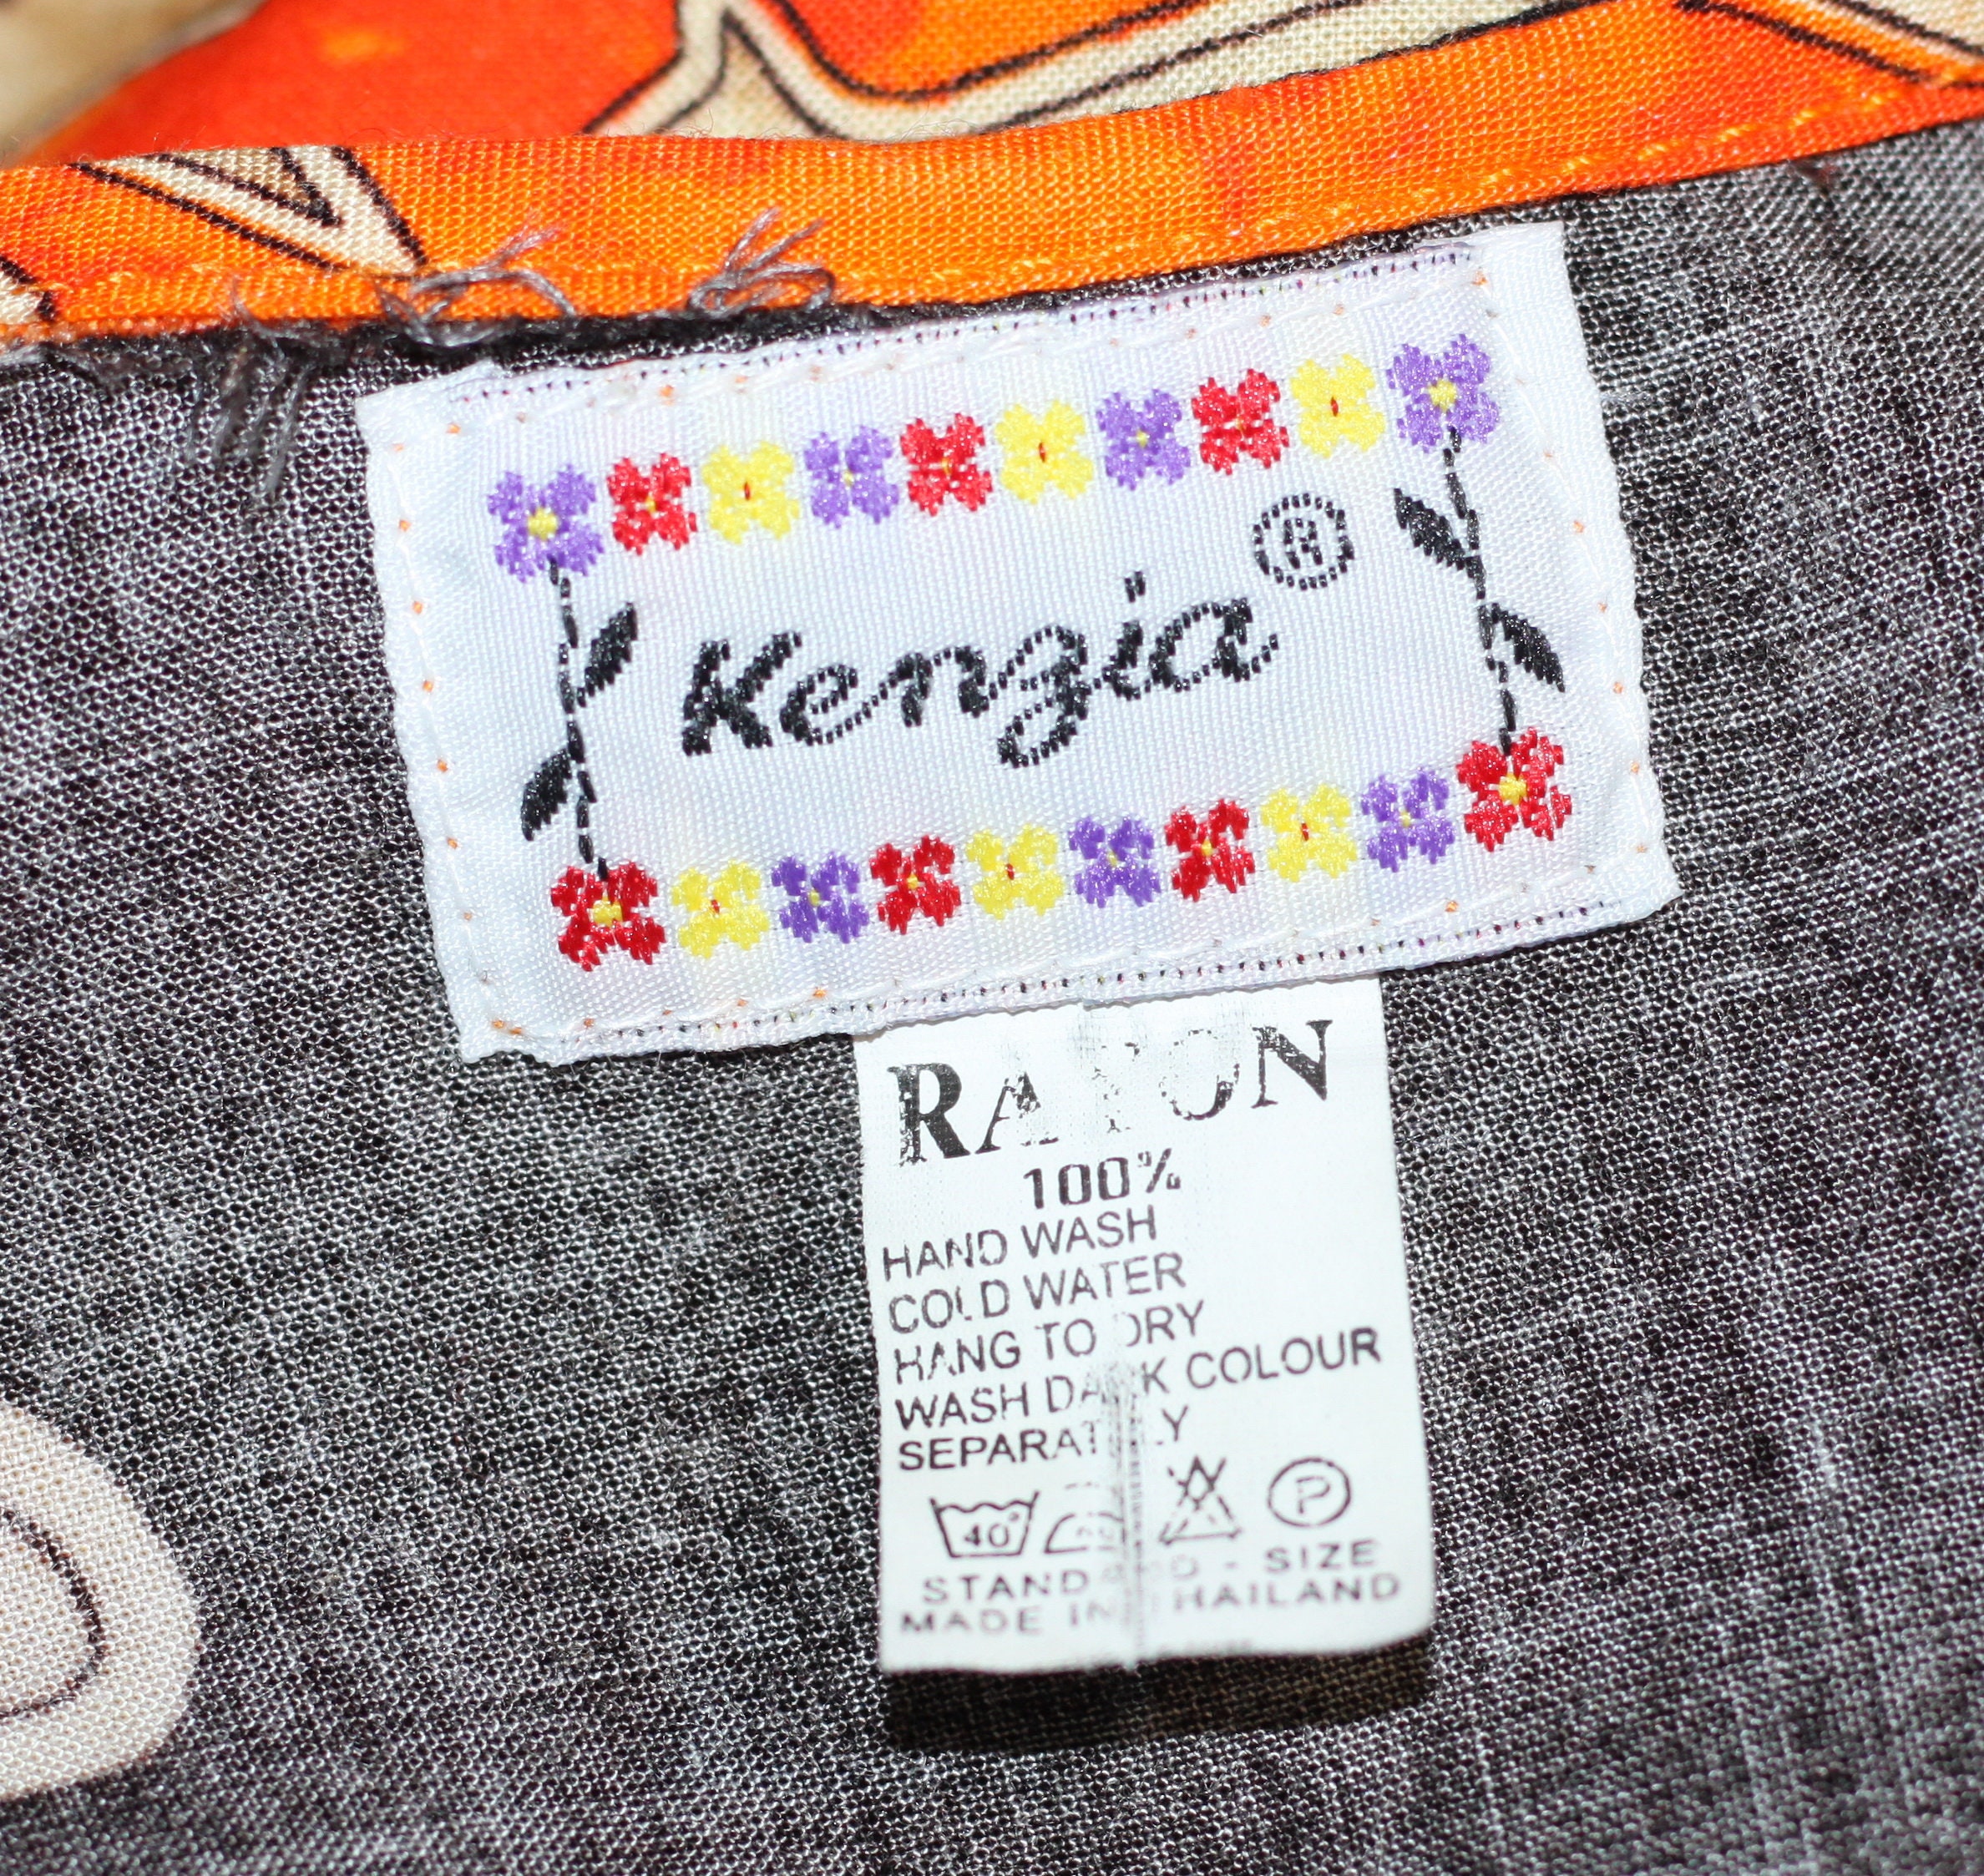 Kenzia ®
RAYON
100%
HAND WASH
COLD WATER
HANG TO DRY
WASH DARK COLOUR
SEPARATELY
40° P
STANDARD - SIZE
MADE IN THAILAND